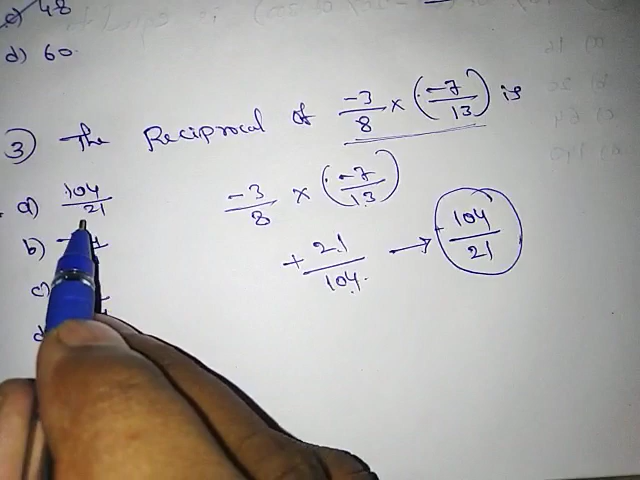 c) 48
d) 60.
3) The Reciprocal of -3/8 × (-7/13) is
a) 104/21
-3/8 × (-7/13)
b)
+21/104 → 104/21
c)
d